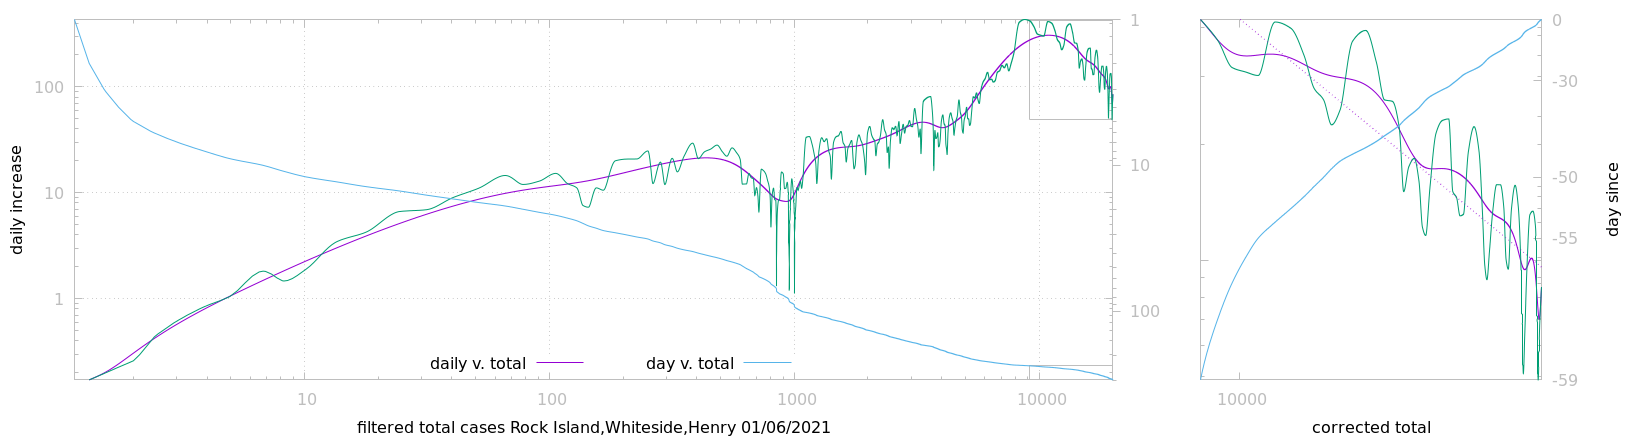 daily increase
100
10
1
daily v. total
day v. total
10
100
1000
10000
filtered total cases Rock Island,Whiteside,Henry 01/06/2021
1
10
100
0
-30
-50
-55
-59
day since
10000
corrected total